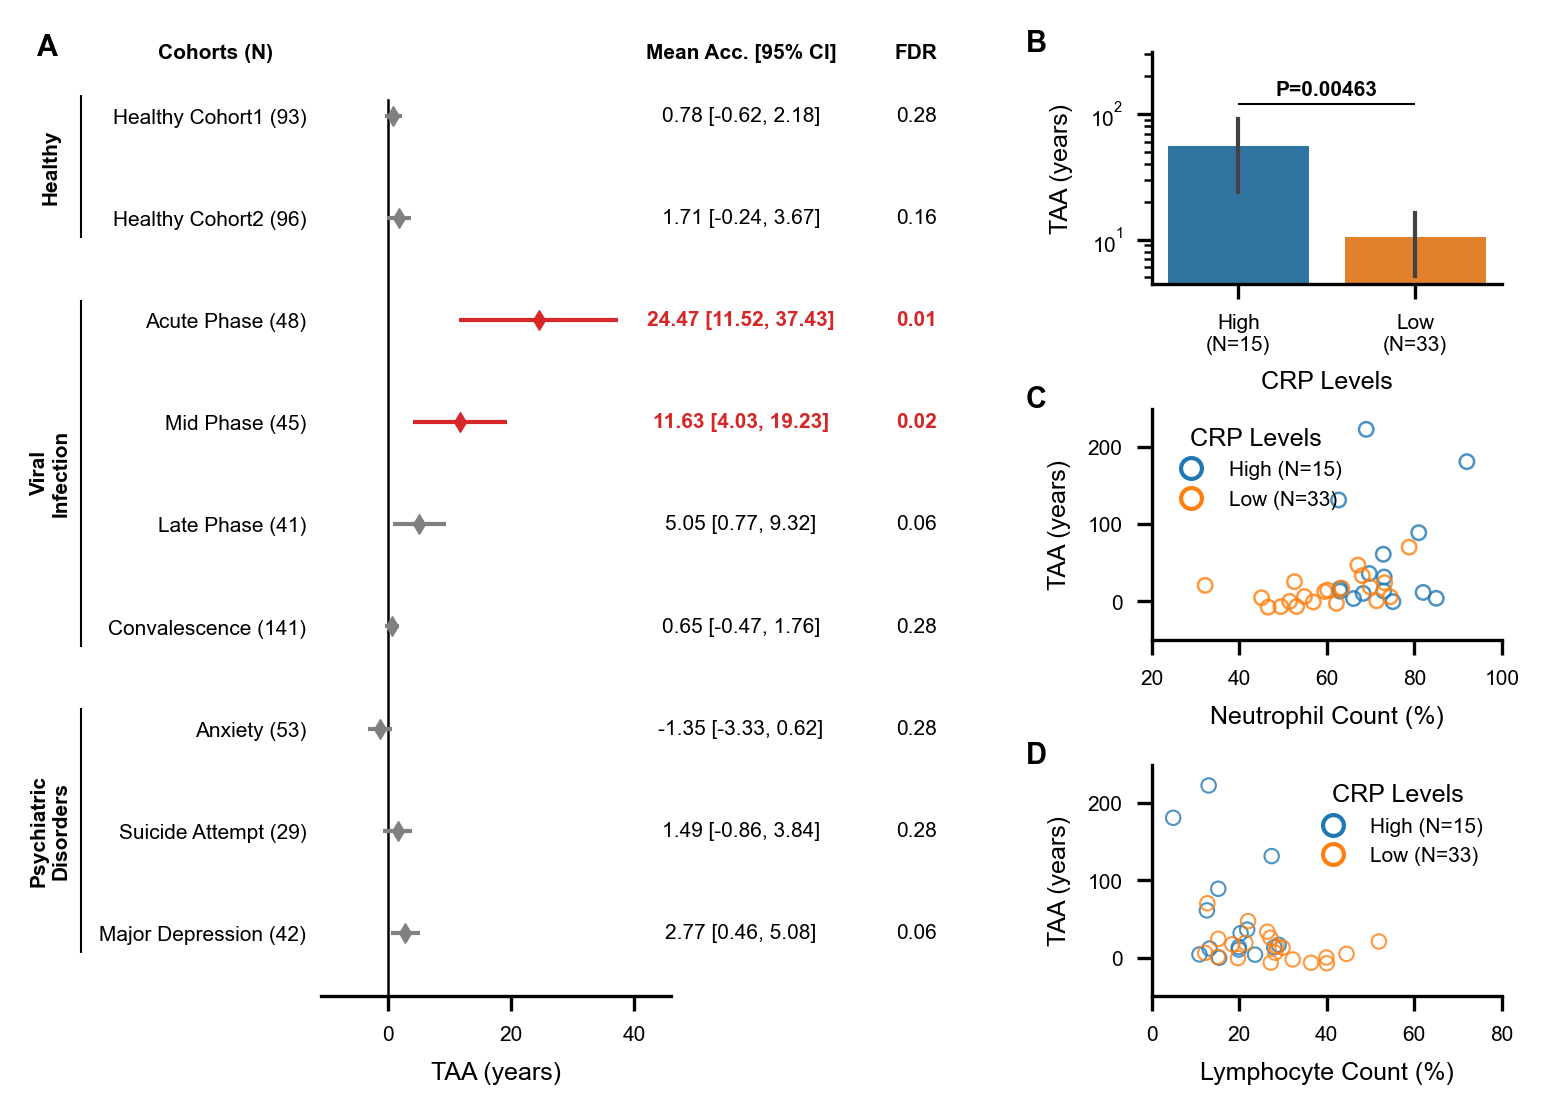 A
Cohorts (N)
Mean Acc. [95% CI]
FDR
Healthy
Healthy Cohort1 (93)
0.78 [-0.62, 2.18]
0.28
Healthy Cohort2 (96)
1.71 [-0.24, 3.67]
0.16
Viral
Infection
Acute Phase (48)
24.47 [11.52, 37.43]
0.01
Mid Phase (45)
11.63 [4.03, 19.23]
0.02
Late Phase (41)
5.05 [0.77, 9.32]
0.06
Convalescence (141)
0.65 [-0.47, 1.76]
0.28
Psychiatric
Disorders
Anxiety (53)
-1.35 [-3.33, 0.62]
0.28
Suicide Attempt (29)
1.49 [-0.86, 3.84]
0.28
Major Depression (42)
2.77 [0.46, 5.08]
0.06
0 20 40
TAA (years)
B
P=0.00463
TAA (years)
10²
10¹
High
(N=15)
Low
(N=33)
CRP Levels
C
CRP Levels
High (N=15)
Low (N=33)
TAA (years)
200
100
0
20 40 60 80 100
Neutrophil Count (%)
D
CRP Levels
High (N=15)
Low (N=33)
TAA (years)
200
100
0
0 20 40 60 80
Lymphocyte Count (%)